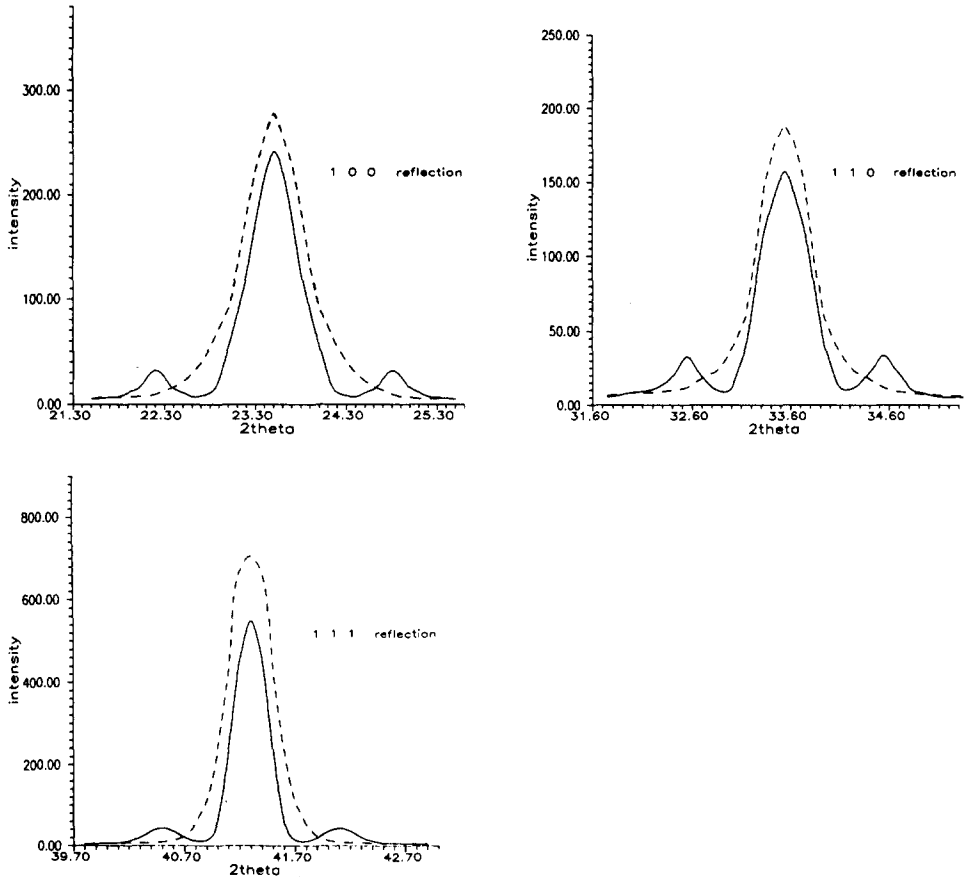 300.00
200.00
100.00
0.00
intensity
1 0 0 reflection
21.30 22.30 23.30 24.30 25.30
2theta
250.00
200.00
150.00
100.00
50.00
0.00
intensity
1 1 0 reflection
31.60 32.60 33.60 34.60
2theta
800.00
600.00
400.00
200.00
0.00
intensity
1 1 1 reflection
39.70 40.70 41.70 42.70
2theta